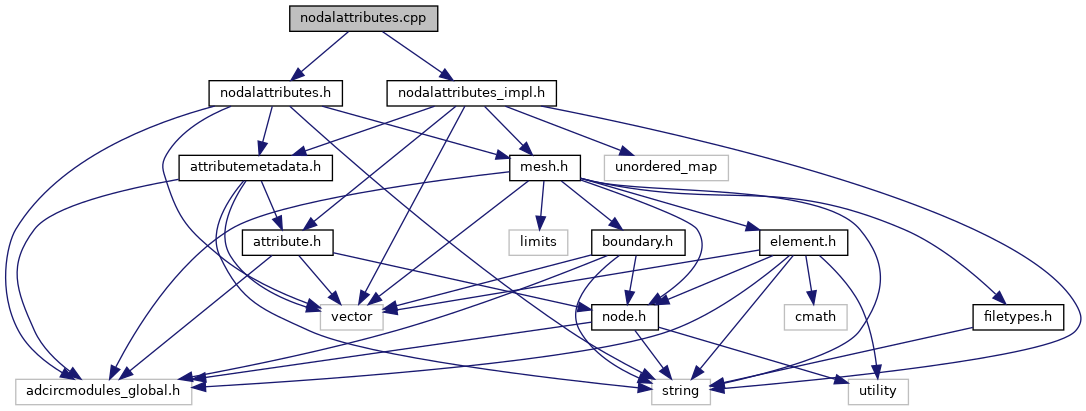 nodalattributes.cpp
nodalattributes.h
nodalattributes_impl.h
attributemetadata.h
mesh.h
unordered_map
attribute.h
limits
boundary.h
element.h
vector
node.h
cmath
filetypes.h
adcircmodules_global.h
string
utility